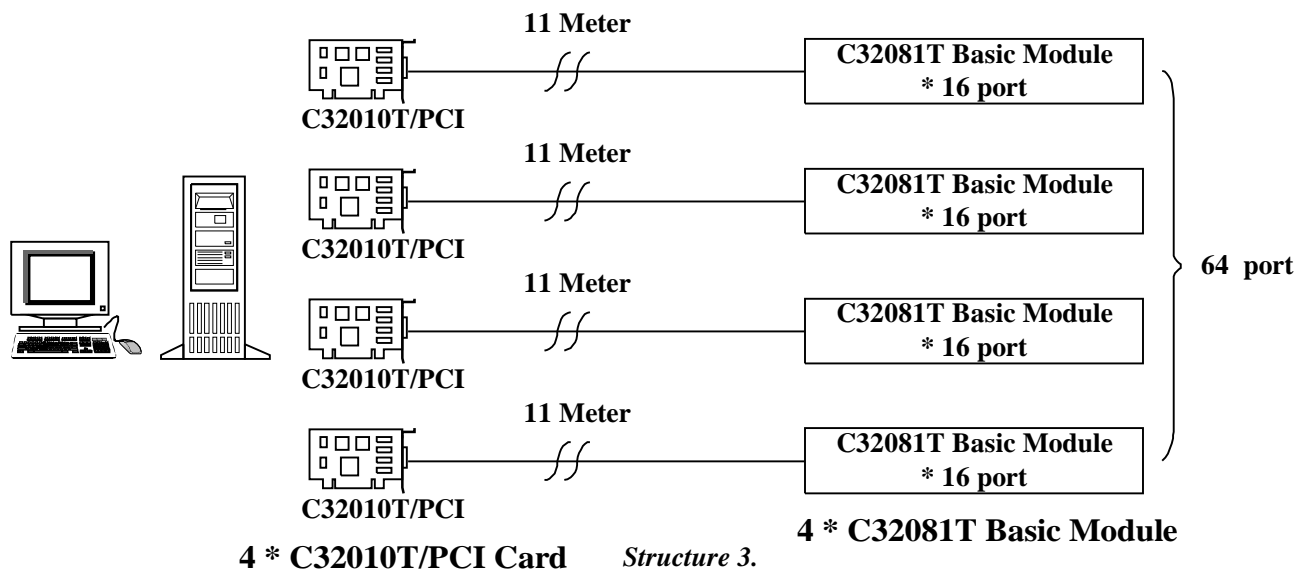 11 Meter
C32081T Basic Module
* 16 port
C32010T/PCI
11 Meter
C32081T Basic Module
* 16 port
C32010T/PCI
64 port
11 Meter
C32081T Basic Module
* 16 port
C32010T/PCI
11 Meter
C32081T Basic Module
* 16 port
C32010T/PCI
4 * C32081T Basic Module
4 * C32010T/PCI Card
Structure 3.